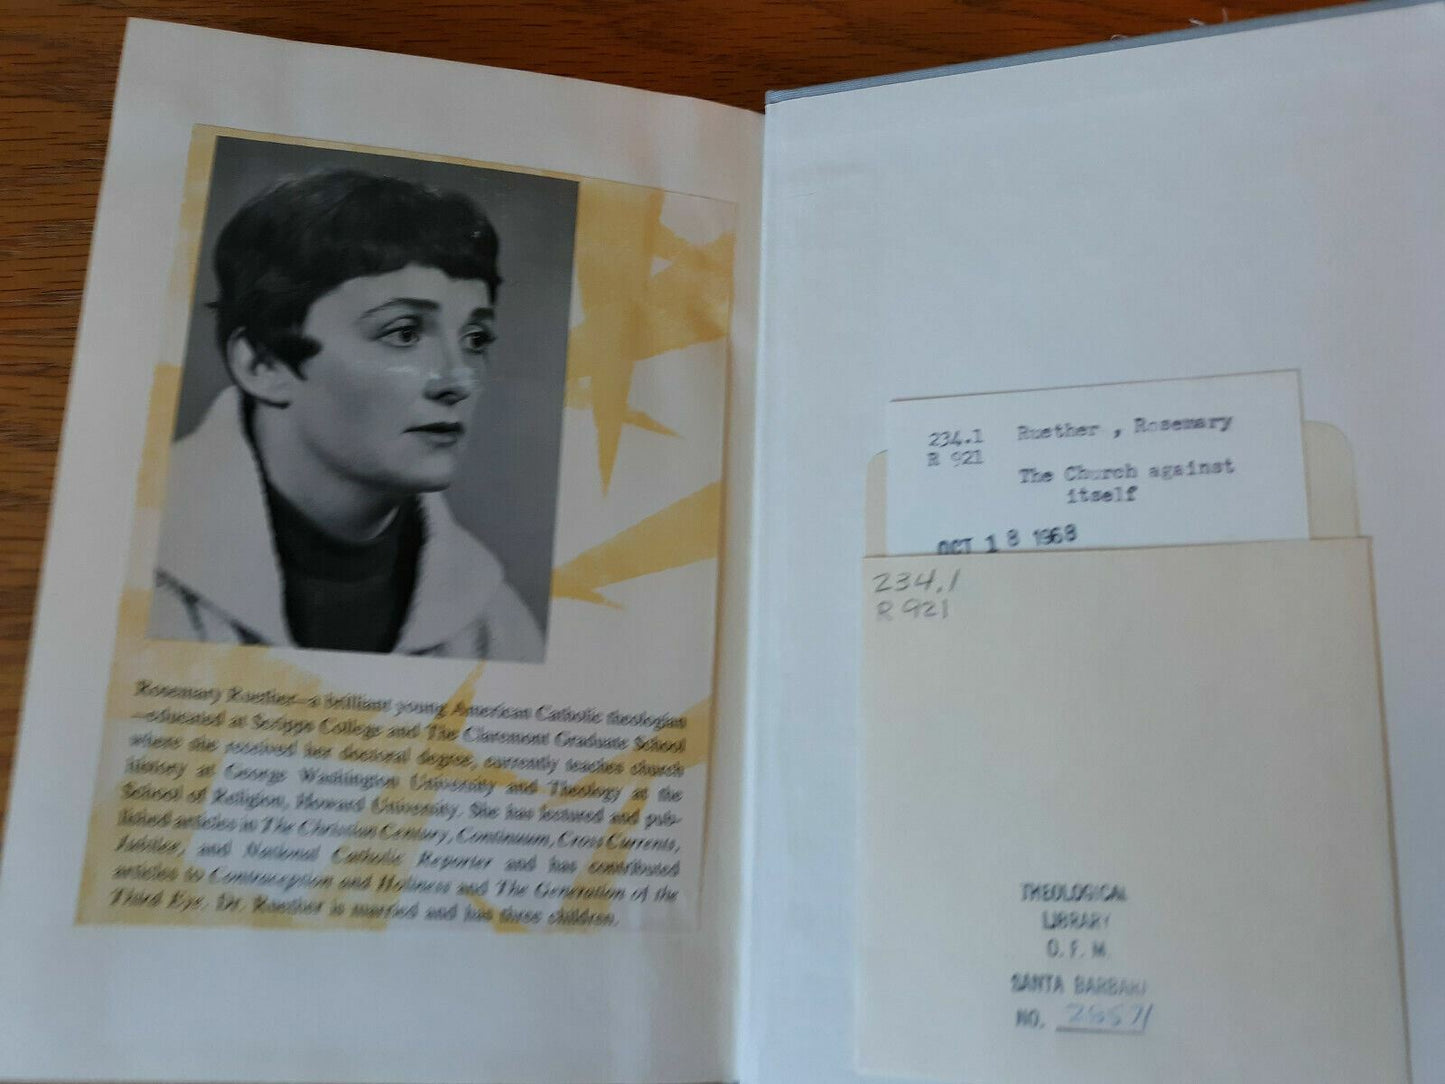 Rosemary Ruether—a brilliant young American Catholic theologian
—educated at Scripps College and The Claremont Graduate School
where she received her doctoral degree, currently teaches church
history at George Washington University and Theology at the
School of Religion, Howard University. She has lectured and pub-
lished articles in The Christian Century, Continuum, Cross Currents,
Jubilee, and National Catholic Reporter and has contributed
articles to Contraception and Holiness and The Generation of the
Third Eye. Dr. Ruether is married and has three children.
234.1 Ruether , Rosemary
R 921
The Church against
itself
OCT 18 1968
234.1
R 921
THEOLOGICAL
LIBRARY
O. F. M.
SANTA BARBARA
NO.